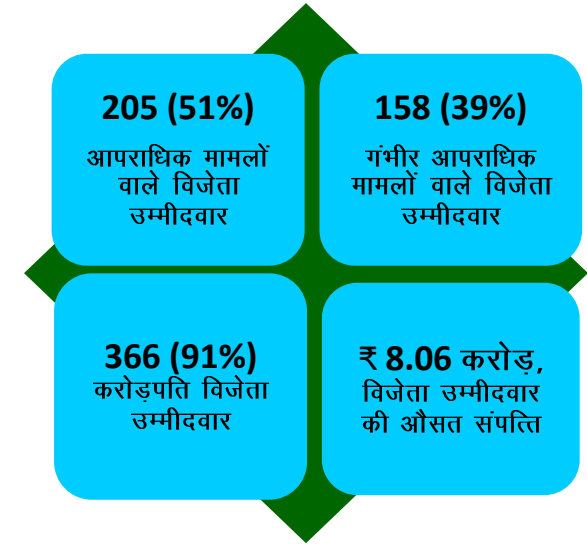 205 (51%)
आपराधिक मामलों
वाले विजेता
उम्मीदवार
158 (39%)
गंभीर आपराधिक
मामलों वाले विजेता
उम्मीदवार
366 (91%)
करोड़पति विजेता
उम्मीदवार
₹ 8.06 करोड़,
विजेता उम्मीदवार
की औसत संपत्ति